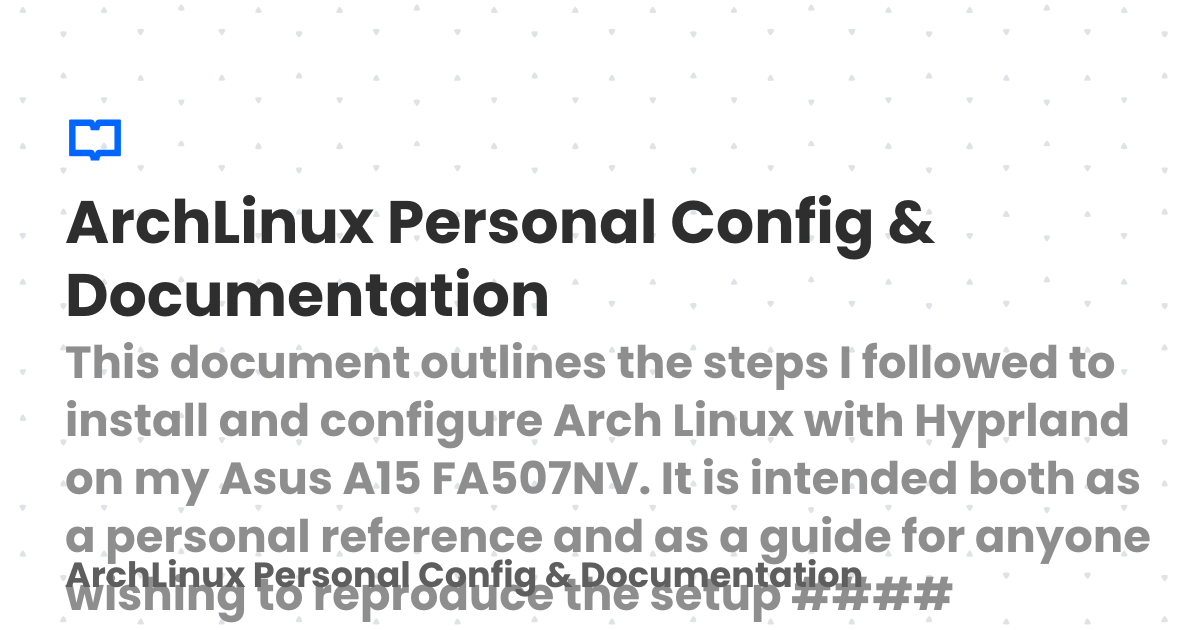 ArchLinux Personal Config &
Documentation
This document outlines the steps I followed to
install and configure Arch Linux with Hyprland
on my Asus A15 FA507NV. It is intended both as
a personal reference and as a guide for anyone
ArchLinux Personal Config & Documentation
wishing to reproduce the setup ####